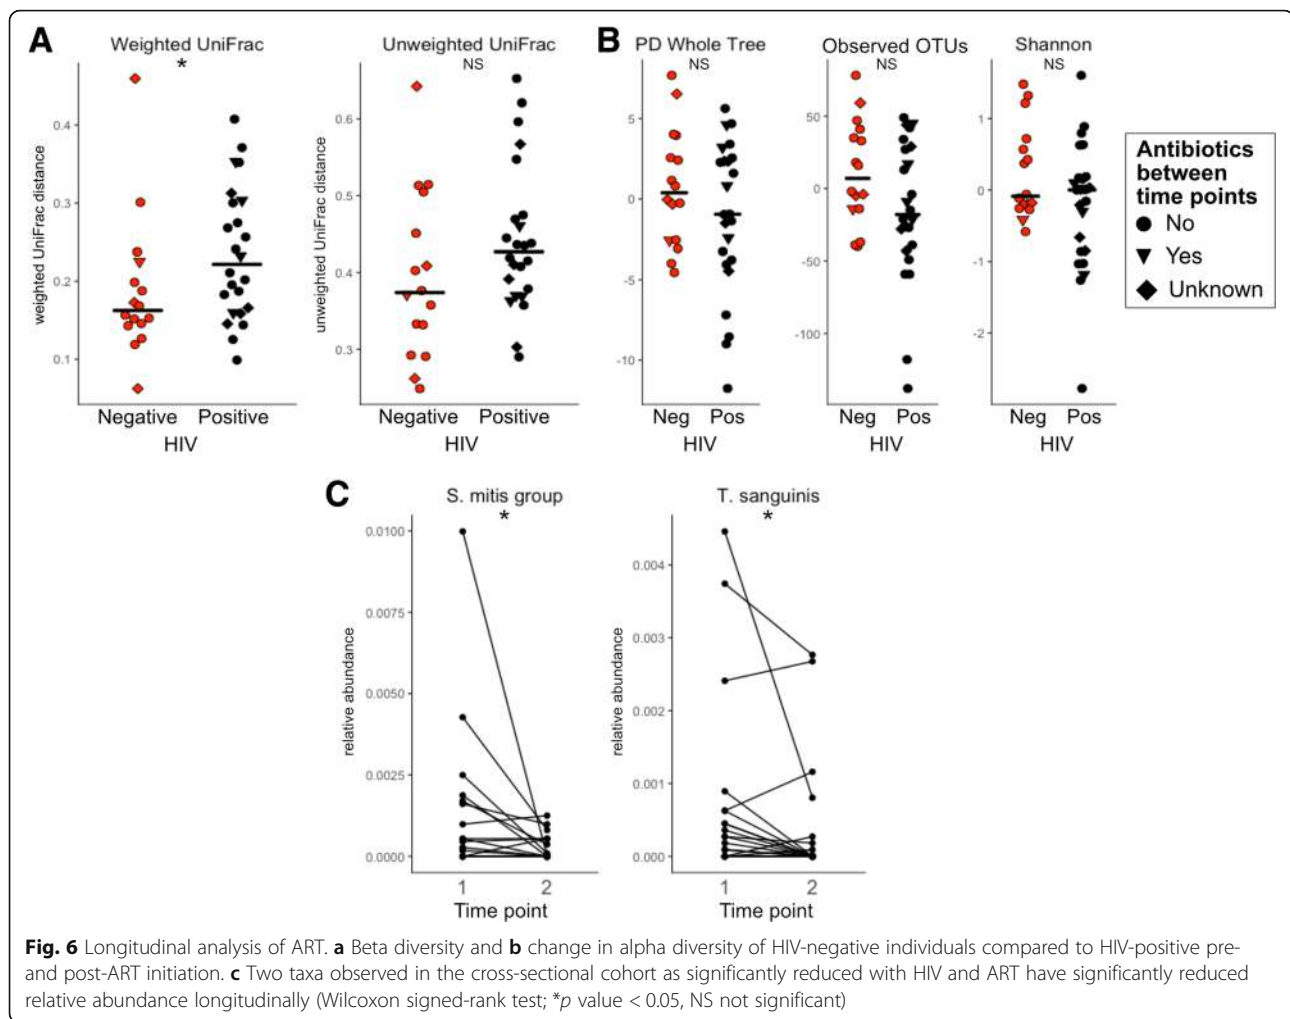 A
Weighted UniFrac
*
weighted UniFrac distance
0.4
0.3
0.2
0.1
Negative Positive
HIV
Unweighted UniFrac
NS
unweighted UniFrac distance
0.6
0.5
0.4
0.3
Negative Positive
HIV
B
PD Whole Tree
NS
5
0
-5
-10
Neg Pos
HIV
Observed OTUs
NS
50
0
-50
-100
Neg Pos
HIV
Shannon
NS
1
0
-1
-2
Neg Pos
HIV
Antibiotics
between
time points
No
Yes
Unknown
C
S. mitis group
*
relative abundance
0.0100
0.0075
0.0050
0.0025
0.0000
1 2
Time point
T. sanguinis
*
relative abundance
0.004
0.003
0.002
0.001
0.000
1 2
Time point
Fig. 6 Longitudinal analysis of ART. a Beta diversity and b change in alpha diversity of HIV-negative individuals compared to HIV-positive pre-
and post-ART initiation. c Two taxa observed in the cross-sectional cohort as significantly reduced with HIV and ART have significantly reduced
relative abundance longitudinally (Wilcoxon signed-rank test; *p value < 0.05, NS not significant)